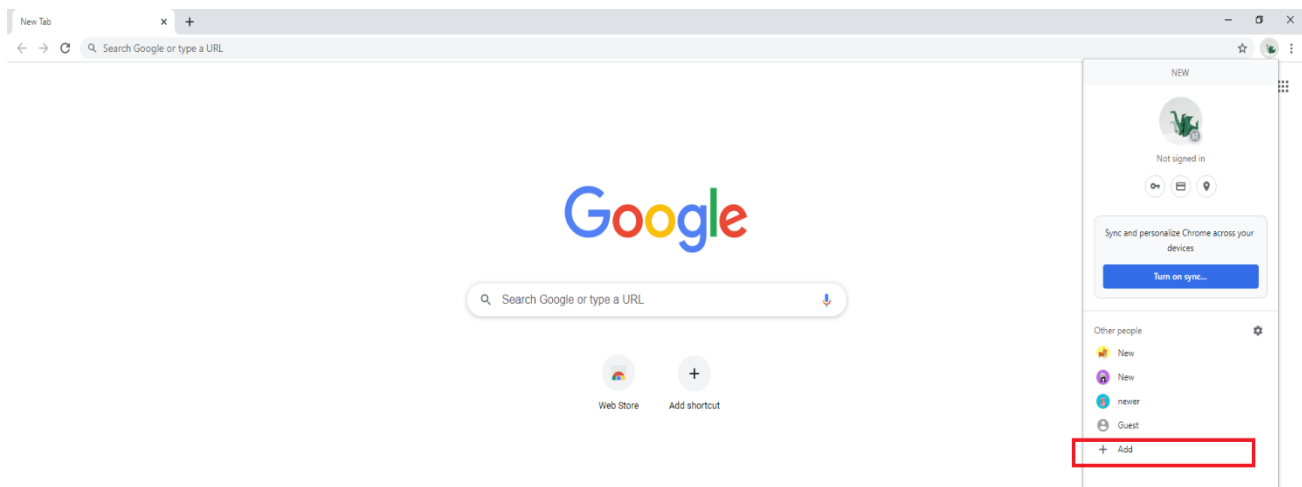 New Tab
Search Google or type a URL
NEW
Not signed in
Google
Sync and personalize Chrome across your
devices
Turn on sync...
Search Google or type a URL
Other people
New
New
newer
Guest
Add
Web Store
Add shortcut